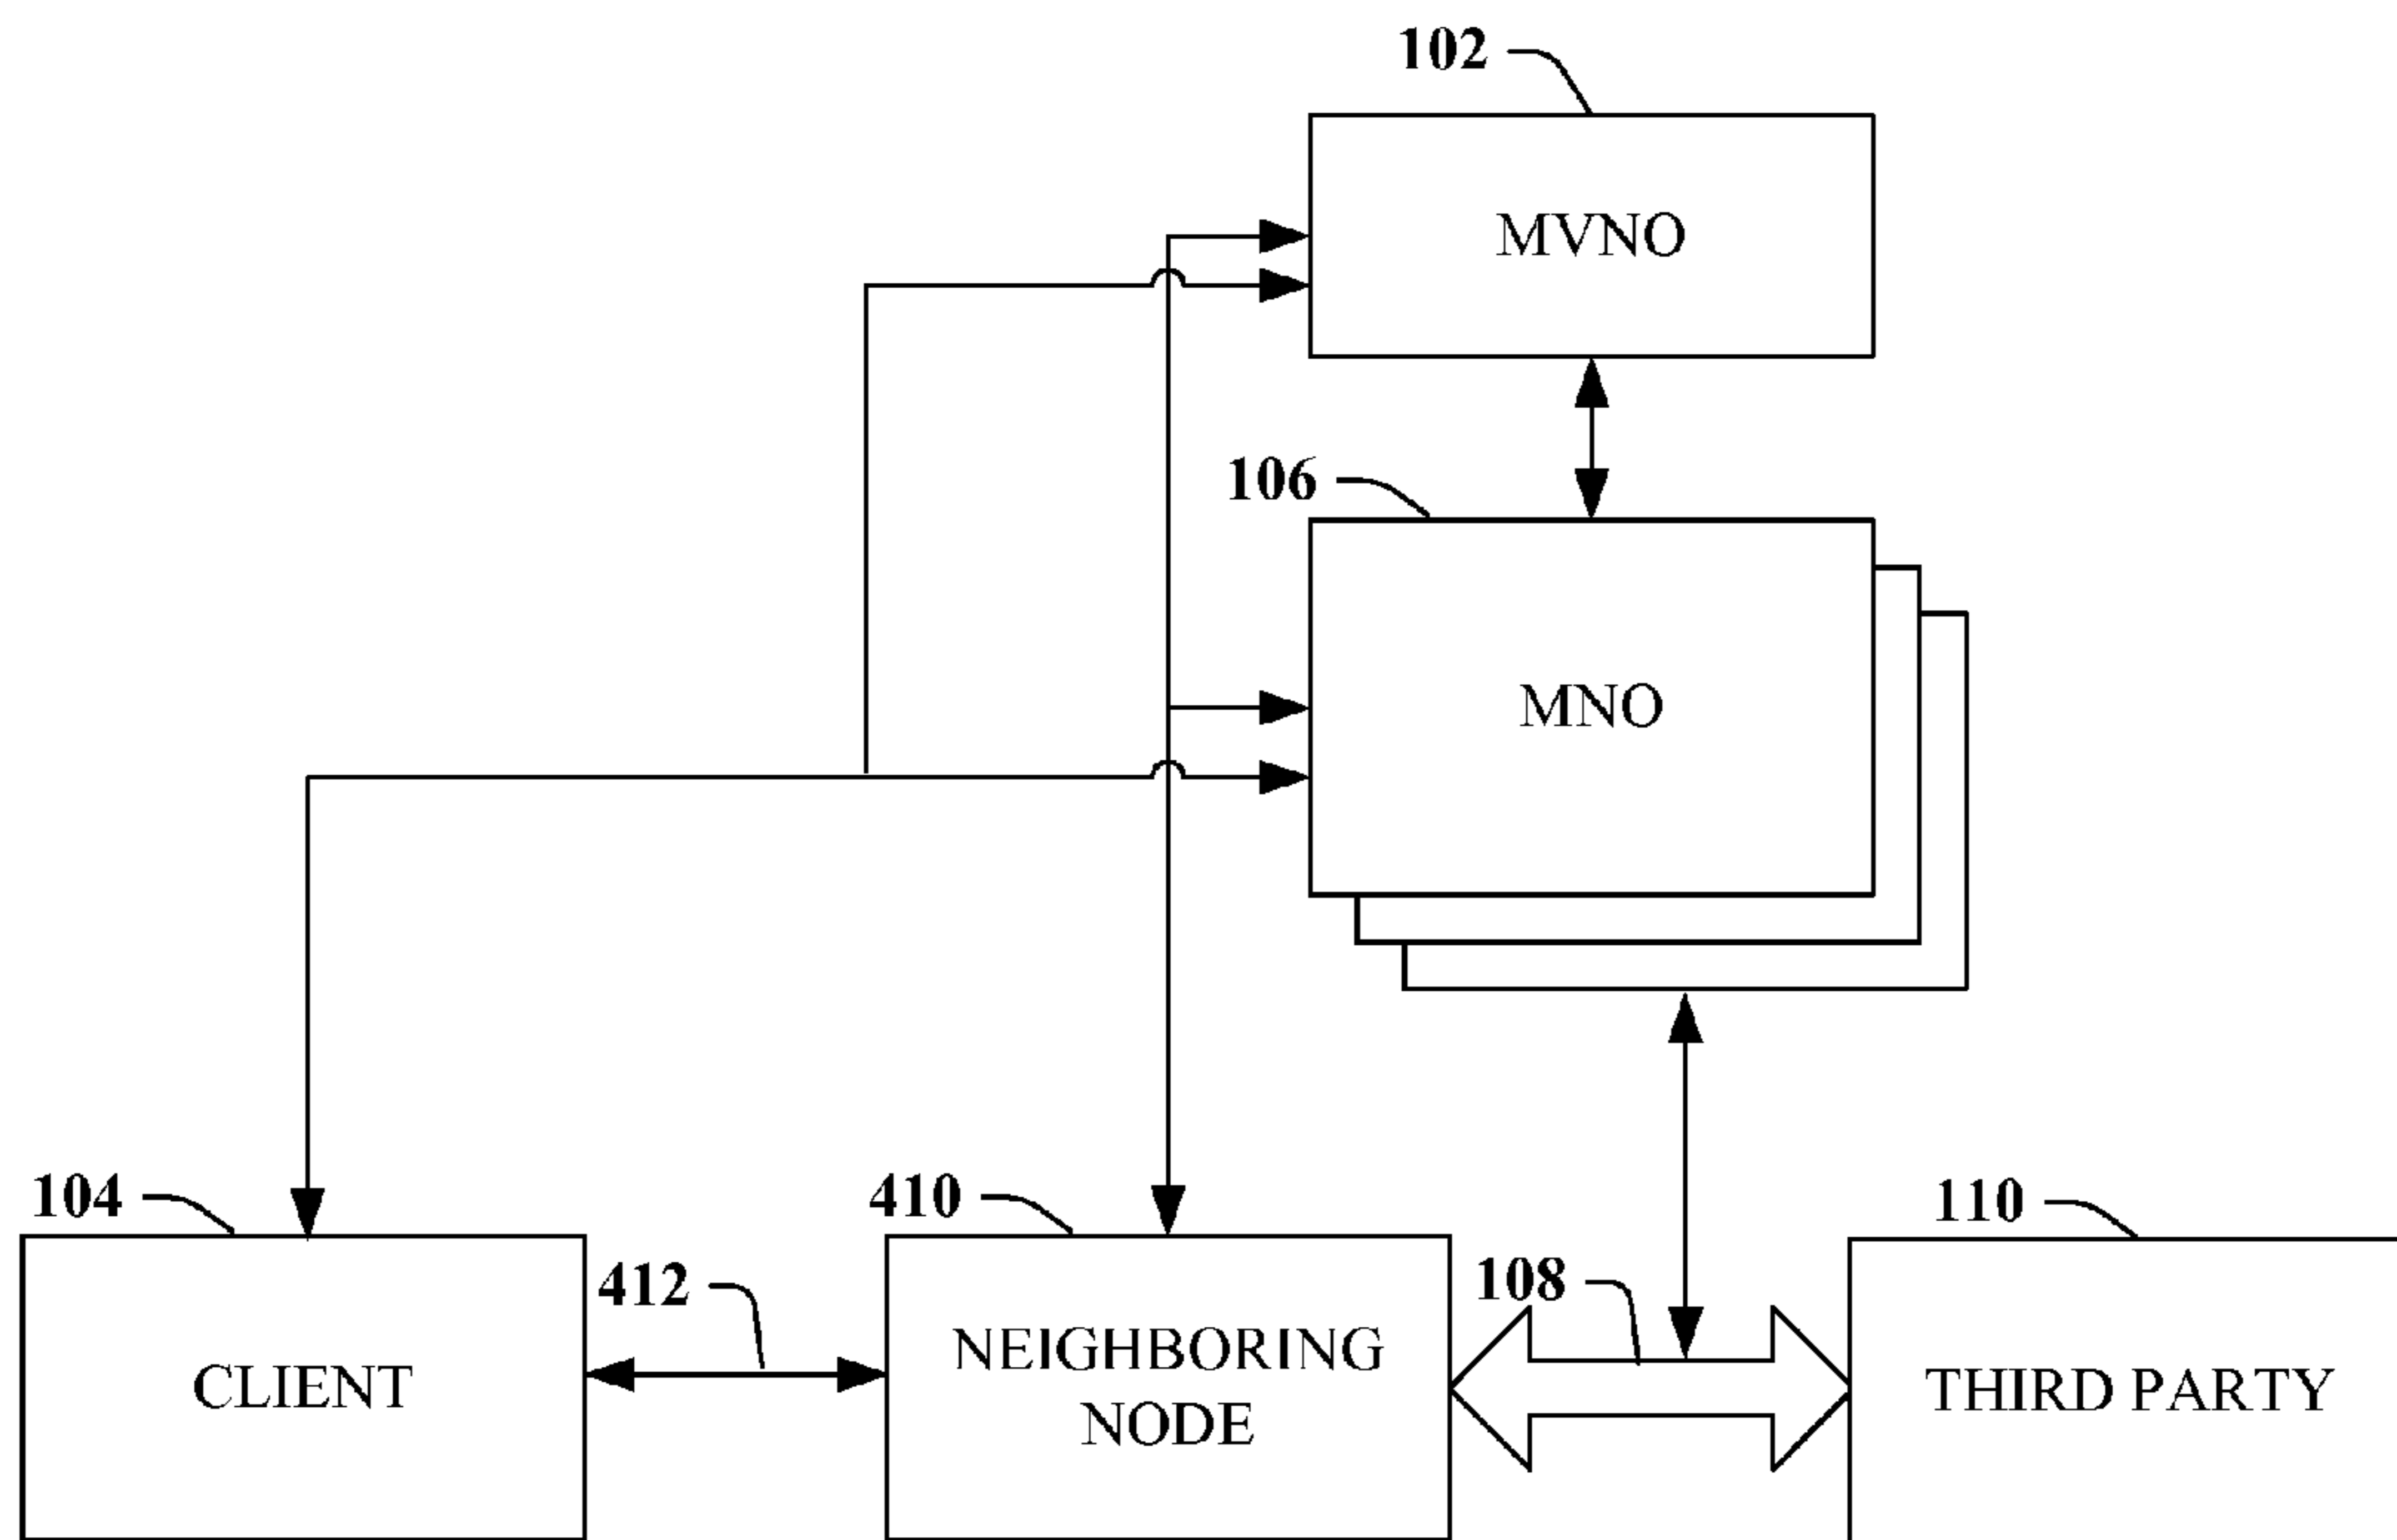 102
MVNO
106
MNO
104
410
110
412
108
CLIENT
NEIGHBORING
NODE
THIRD PARTY